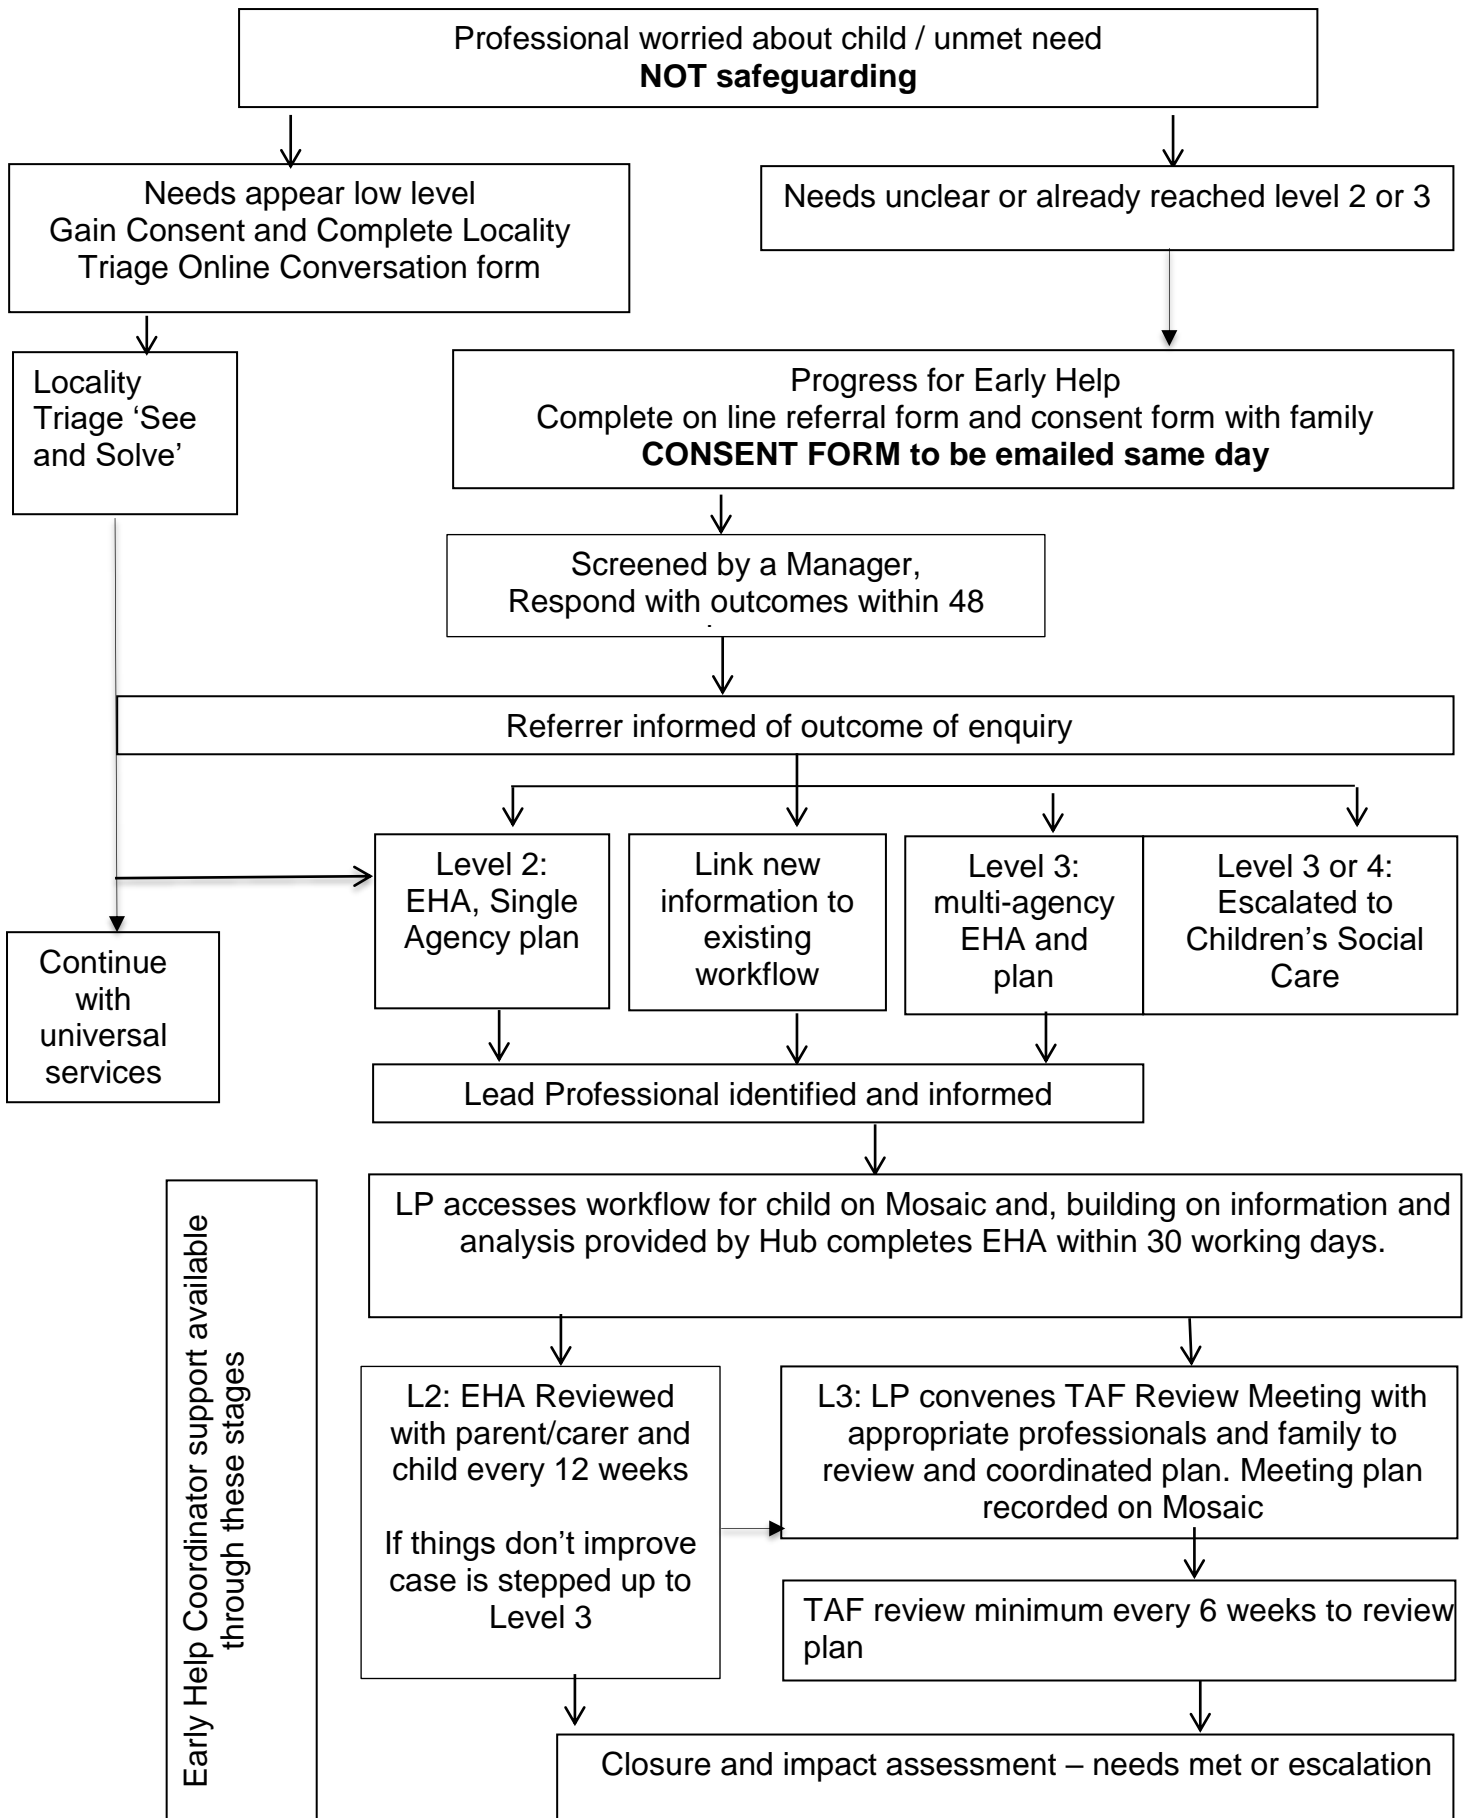 Professional worried about child / unmet need
NOT safeguarding
Needs appear low level
Gain Consent and Complete Locality
Triage Online Conversation form
Needs unclear or already reached level 2 or 3
Locality
Triage ‘See
and Solve’
Progress for Early Help
Complete on line referral form and consent form with family
CONSENT FORM to be emailed same day
Screened by a Manager,
Respond with outcomes within 48
Referrer informed of outcome of enquiry
Level 2:
EHA, Single
Agency plan
Link new
information to
existing
workflow
Level 3:
multi-agency
EHA and
plan
Level 3 or 4:
Escalated to
Children’s Social
Care
Continue
with
universal
services
Lead Professional identified and informed
LP accesses workflow for child on Mosaic and, building on information and
analysis provided by Hub completes EHA within 30 working days.
Early Help Coordinator support available
through these stages
L2: EHA Reviewed
with parent/carer and
child every 12 weeks
If things don’t improve
case is stepped up to
Level 3
L3: LP convenes TAF Review Meeting with
appropriate professionals and family to
review and coordinated plan. Meeting plan
recorded on Mosaic
TAF review minimum every 6 weeks to review
plan
Closure and impact assessment – needs met or escalation